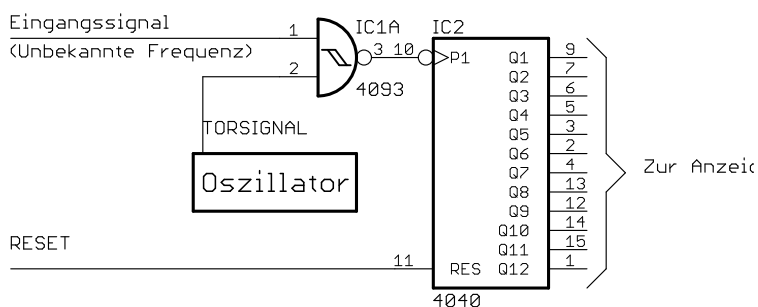 Eingangssignal
(Unbekannte Frequenz)
1
2
IC1A
3 10
4093
IC2
P1
TORSIGNAL
Oszillator
RESET
11
RES
4040
Q1 9
Q2 7
Q3 6
Q4 5
Q5 3
Q6 2
Q7 4
Q8 13
Q9 12
Q10 14
Q11 15
Q12 1
Zur Anzeic